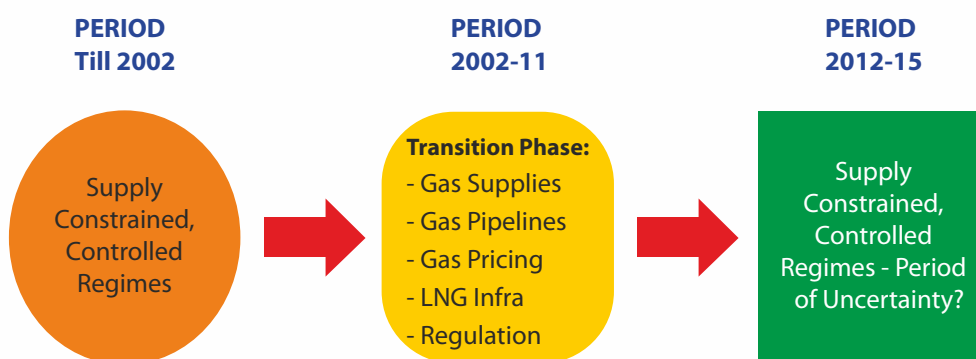 PERIOD
Till 2002
PERIOD
2002-11
PERIOD
2012-15
Supply
Constrained,
Controlled
Regimes
Transition Phase:
- Gas Supplies
- Gas Pipelines
- Gas Pricing
- LNG Infra
- Regulation
Supply
Constrained,
Controlled
Regimes - Period
of Uncertainty?